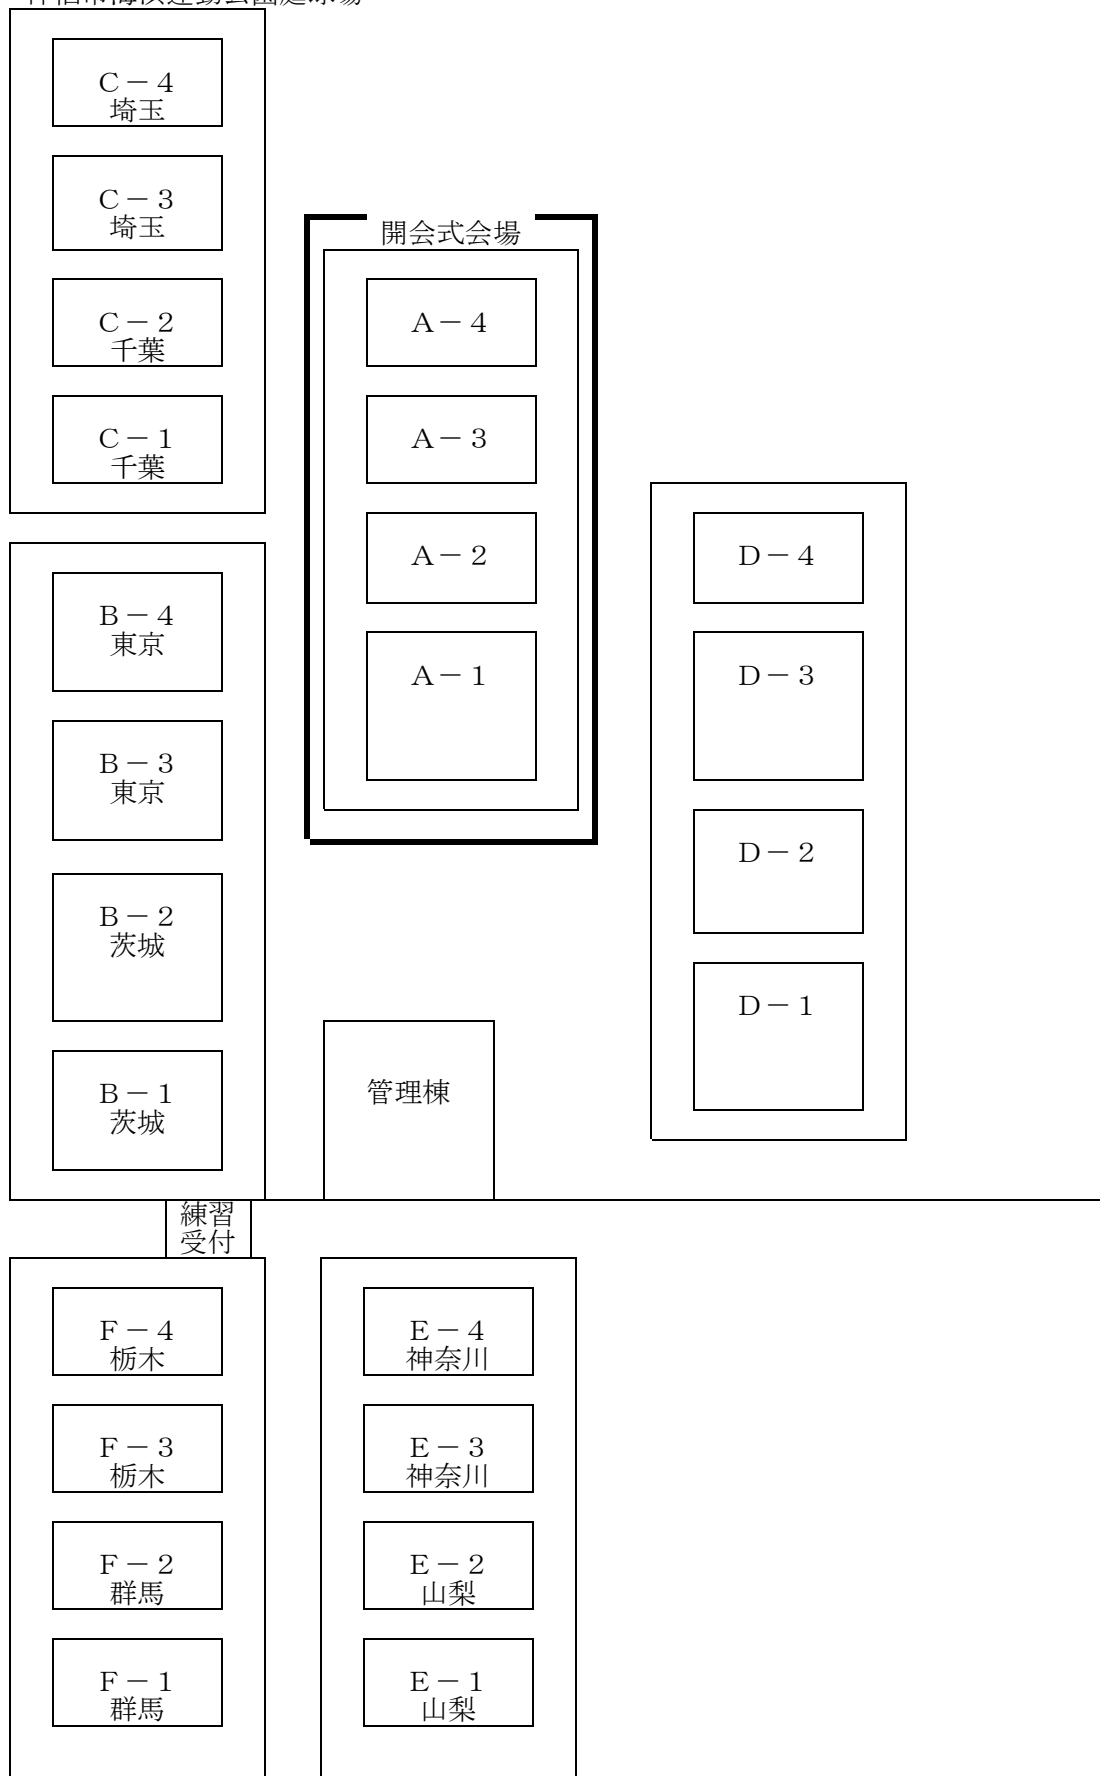 C－4
埼玉
C－3
埼玉
C－2
千葉
C－1
千葉
開会式会場
A－4
A－3
A－2
A－1
D－4
D－3
D－2
D－1
B－4
東京
B－3
東京
B－2
茨城
B－1
茨城
管理棟
練習
受付
F－4
栃木
F－3
栃木
F－2
群馬
F－1
群馬
E－4
神奈川
E－3
神奈川
E－2
山梨
E－1
山梨